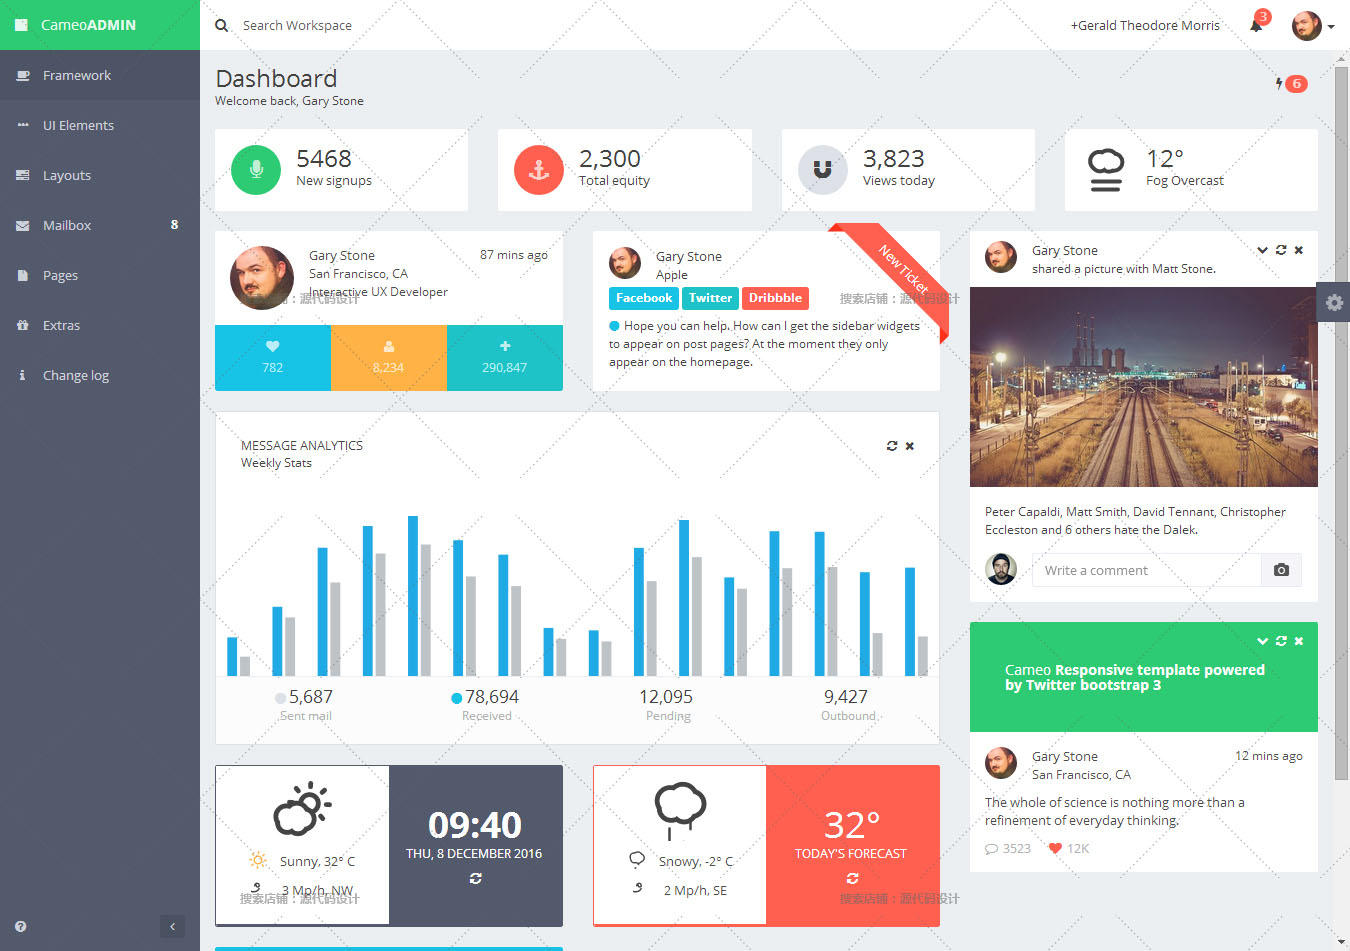 CameoADMIN
Search Workspace
+Gerald Theodore Morris
3
Framework
UI Elements
Layouts
Mailbox
8
Pages
Extras
Change log
Dashboard
Welcome back, Gary Stone
6
5468
New signups
2,300
Total equity
3,823
Views today
12°
Fog Overcast
Gary Stone
87 mins ago
San Francisco, CA
Interactive UX Developer
搜索店铺：源代码设计
782
8,234
290,847
Gary Stone
Apple
New Ticket
Facebook
Twitter
Dribbble
搜索店铺：源代码设计
Hope you can help. How can I get the sidebar widgets
to appear on post pages? At the moment they only
appear on the homepage.
Gary Stone
shared a picture with Matt Stone.
Peter Capaldi, Matt Smith, David Tennant, Christopher
Eccleston and 6 others hate the Dalek.
Write a comment
MESSAGE ANALYTICS
Weekly Stats
5,687
Sent mail
78,694
Received
12,095
Pending
9,427
Outbound
Cameo Responsive template powered
by Twitter bootstrap 3
Gary Stone
12 mins ago
San Francisco, CA
The whole of science is nothing more than a
refinement of everyday thinking.
3523
12K
Sunny, 32° C
3 Mp/h, NW
搜索店铺：源代码设计
09:40
THU, 8 DECEMBER 2016
Snowy, -2° C
2 Mp/h, SE
32°
TODAY'S FORECAST
搜索店铺：源代码设计